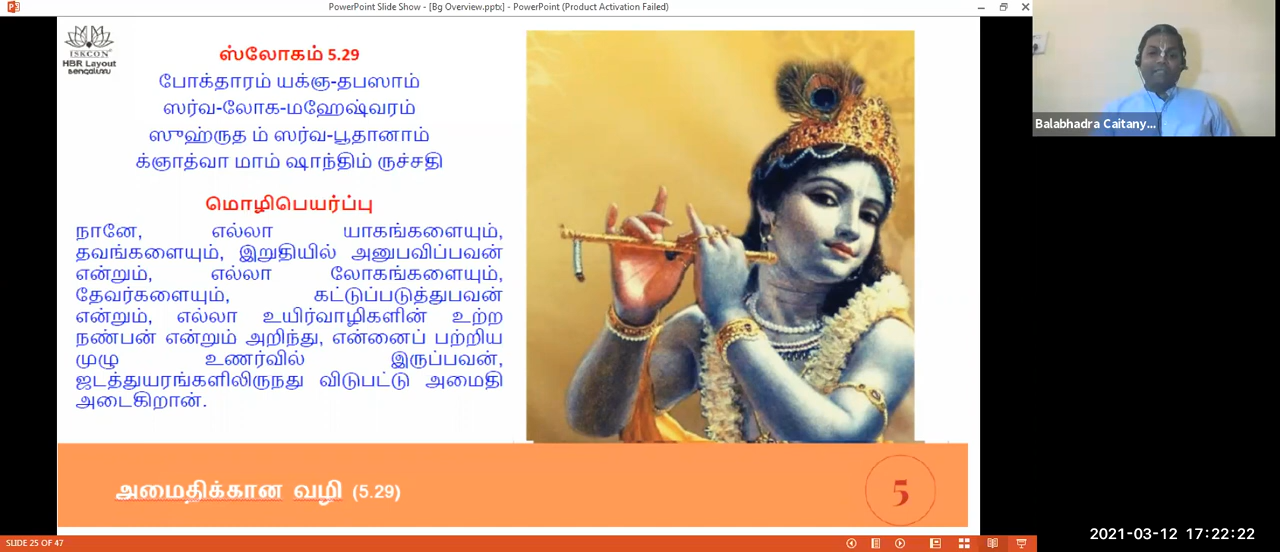 PowerPoint Slide Show - [Bg Overview.pptx] - PowerPoint (Product Activation Failed)
ISKCON
HBR Layout
பெங்களூரு
ஸ்லோகம் 5.29
போக்தாரம் யக்ஞ-தபஸாம்
ஸர்வ-லோக-மஹேஷ்வரம்
ஸுஹ்ருத ம் ஸர்வ-பூதானாம்
க்ஞாத்வா மாம் ஷாந்திம் ருச்சதி
மொழிபெயர்ப்பு
நானே, எல்லா யாகங்களையும்,
தவங்களையும், இறுதியில் அனுபவிப்பவன்
என்றும், எல்லா லோகங்களையும்,
தேவர்களையும், கட்டுப்படுத்துபவன்
என்றும், எல்லா உயிர்வாழிகளின் உற்ற
நண்பன் என்றும் அறிந்து, என்னைப் பற்றிய
முழு உணர்வில் இருப்பவன்,
ஜடத்துயரங்களிலிருநது விடுபட்டு அமைதி
அடைகிறான்.
அமைதிக்கான வழி (5.29)
5
Balabhadra Caitany...
SLIDE 25 OF 47
2021-03-12 17:22:22